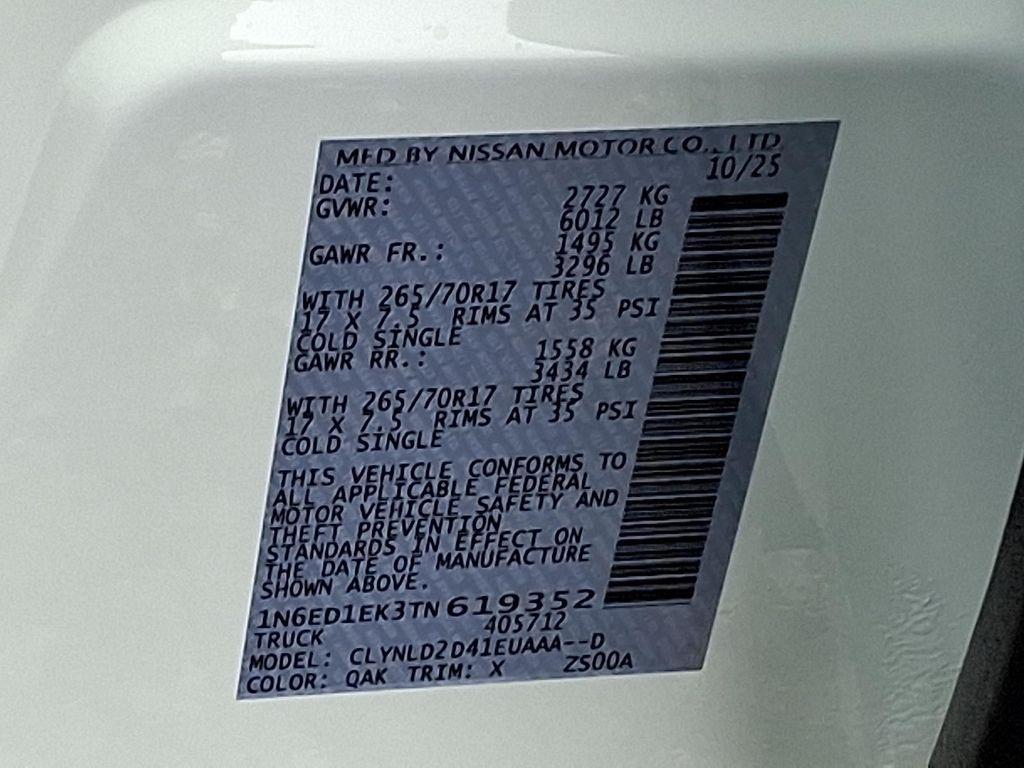 MFD BY NISSAN MOTOR CO., LTD
DATE: 10/25
GVWR: 2727 KG
6012 LB
GAWR FR.: 1495 KG
3296 LB
WITH 265/70R17 TIRES
17 X 7.5 RIMS AT 35 PSI
COLD SINGLE
GAWR RR.: 1558 KG
3434 LB
WITH 265/70R17 TIRES
17 X 7.5 RIMS AT 35 PSI
COLD SINGLE
THIS VEHICLE CONFORMS TO
ALL APPLICABLE FEDERAL
MOTOR VEHICLE SAFETY AND
THEFT PREVENTION
STANDARDS IN EFFECT ON
THE DATE OF MANUFACTURE
SHOWN ABOVE.
1N6ED1EK3TN619352
TRUCK 405712
MODEL: CLYNLD2D41EUAAA--D
COLOR: QAK TRIM: X ZS00A